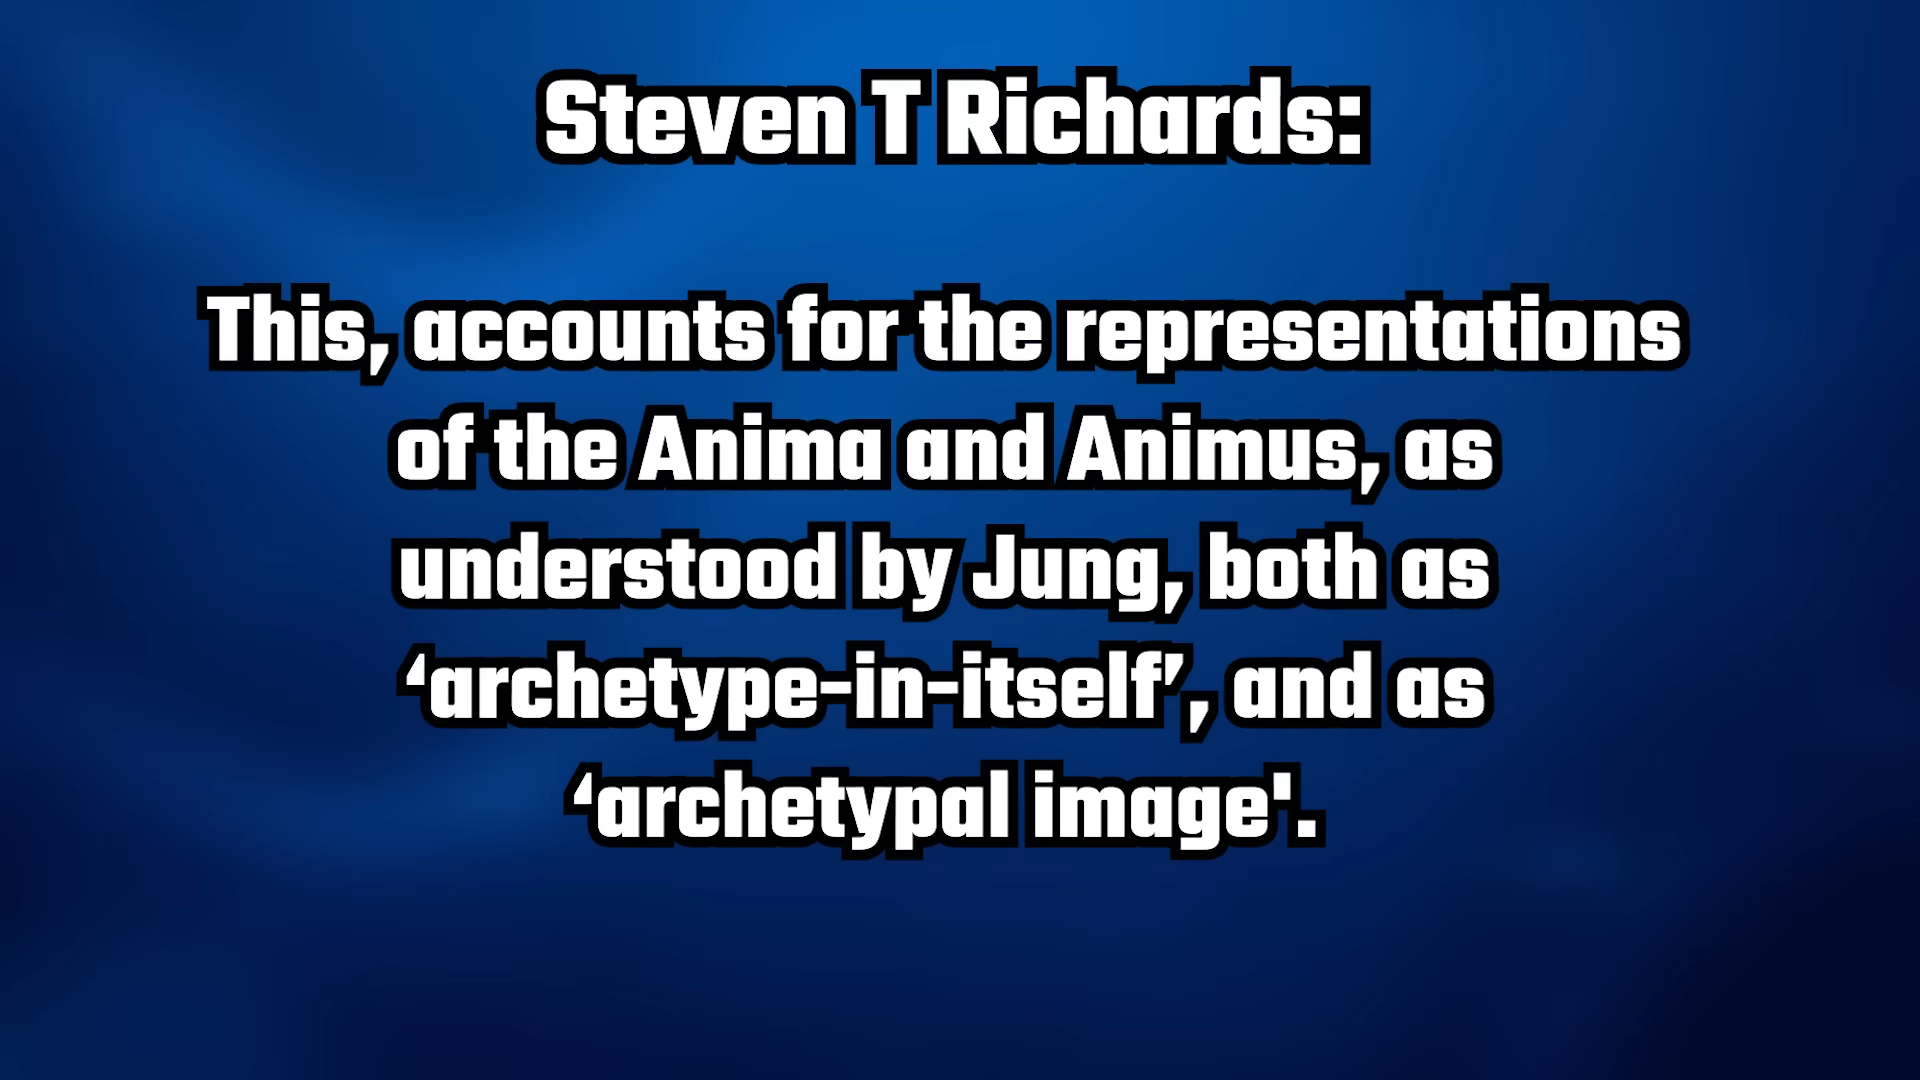 Steven T Richards:
This, accounts for the representations
of the Anima and Animus, as
understood by Jung, both as
‘archetype-in-itself’, and as
‘archetypal image'.